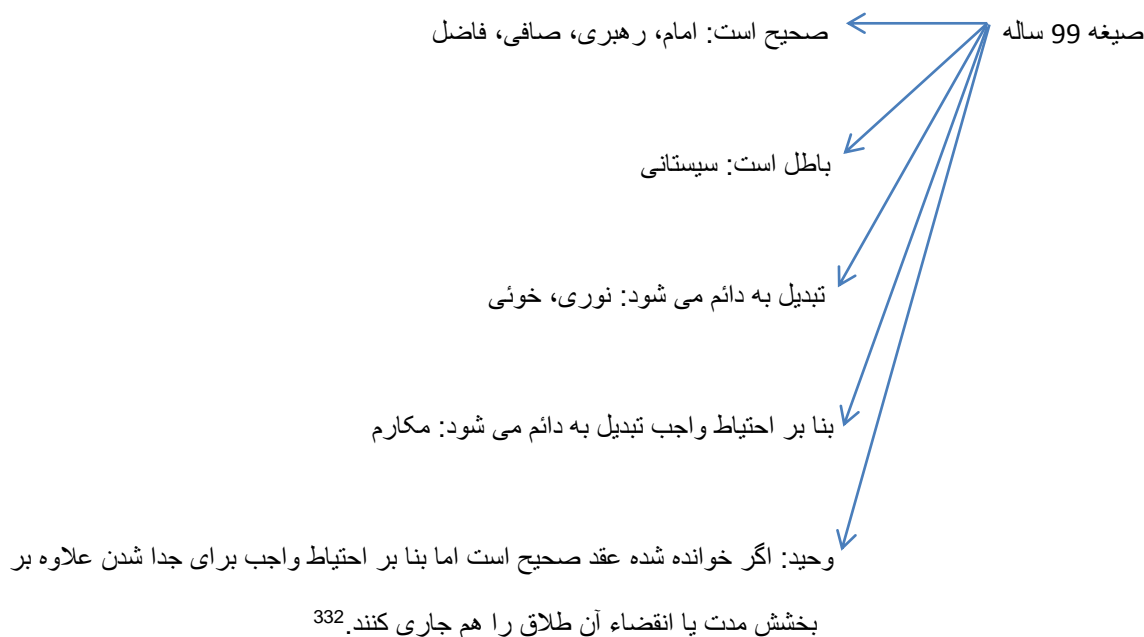 صیغه 99 ساله
صحیح است: امام، رهبری، صافی، فاضل
باطل است: سیستانی
تبدیل به دائم می شود: نوری، خوئی
بنا بر احتیاط واجب تبدیل به دائم می شود: مکارم
وحید: اگر خوانده شده عقد صحیح است اما بنا بر احتیاط واجب برای جدا شدن علاوه بر
بخشش مدت یا انقضاء آن طلاق را هم جاری کنند.332